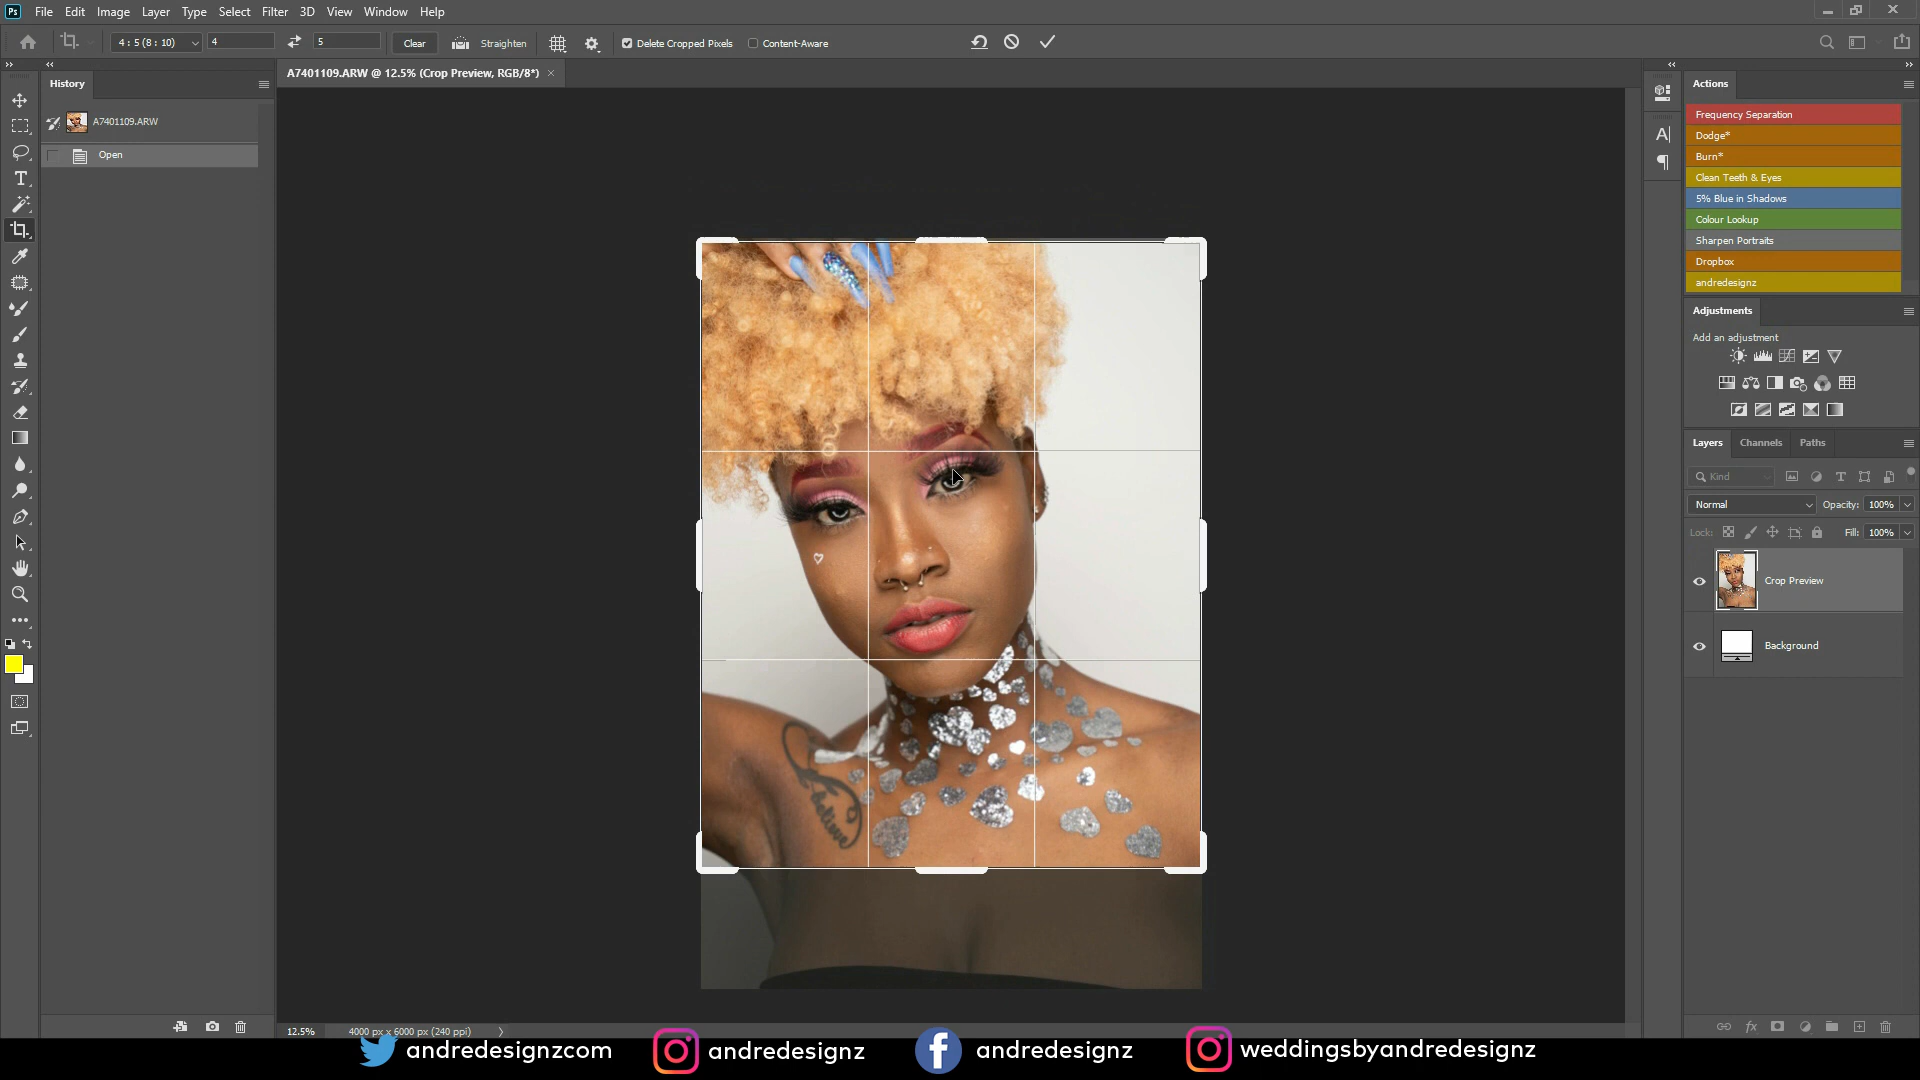 Ps File Edit Image Layer Type Select Filter 3D View Window Help
4 : 5 (8 : 10) 4 5 Clear Straighten Delete Cropped Pixels Content-Aware
A7401109.ARW @ 12.5% (Crop Preview, RGB/8*) ×
History
A7401109.ARW
Open
Actions
Frequency Separation
Dodge*
Burn*
Clean Teeth & Eyes
5% Blue in Shadows
Colour Lookup
Sharpen Portraits
Dropbox
andredesignz
Adjustments
Add an adjustment
Layers Channels Paths
Kind
Normal Opacity: 100%
Lock: Fill: 100%
Crop Preview
Background
believe
12.5% 4000 px x 6000 px (240 ppi)
andredesignzcom andredesignz andredesignz weddingsbyandredesignz